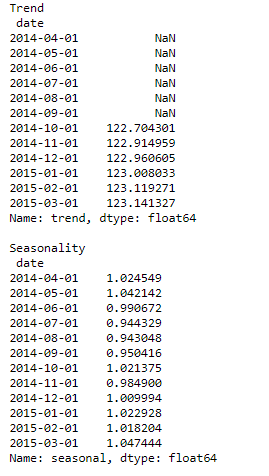 Trend
date
2014-04-01 NaN
2014-05-01 NaN
2014-06-01 NaN
2014-07-01 NaN
2014-08-01 NaN
2014-09-01 NaN
2014-10-01 122.704301
2014-11-01 122.914959
2014-12-01 122.960605
2015-01-01 123.008033
2015-02-01 123.119271
2015-03-01 123.141327
Name: trend, dtype: float64
Seasonality
date
2014-04-01 1.024549
2014-05-01 1.042142
2014-06-01 0.990672
2014-07-01 0.944329
2014-08-01 0.943048
2014-09-01 0.950416
2014-10-01 1.021375
2014-11-01 0.984900
2014-12-01 1.009994
2015-01-01 1.022928
2015-02-01 1.018204
2015-03-01 1.047444
Name: seasonal, dtype: float64